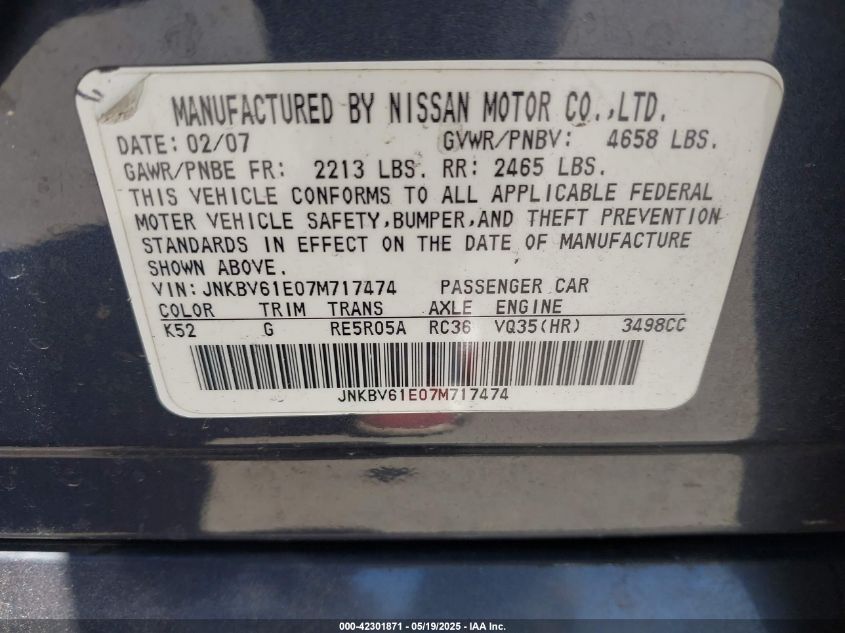 MANUFACTURED BY NISSAN MOTOR CO.,LTD.
DATE: 02/07 GVWR/PNBV: 4658 LBS.
GAWR/PNBE FR: 2213 LBS. RR: 2465 LBS.
THIS VEHICLE CONFORMS TO ALL APPLICABLE FEDERAL
MOTER VEHICLE SAFETY,BUMPER,AND THEFT PREVENTION
STANDARDS IN EFFECT ON THE DATE OF MANUFACTURE
SHOWN ABOVE.
VIN:JNKBV61E07M717474 PASSENGER CAR
COLOR TRIM TRANS AXLE ENGINE
K52 G RE5R05A RC36 VQ35(HR) 3498CC
JNKBV61E07M717474
000-42301871 - 05/19/2025 - IAA Inc.